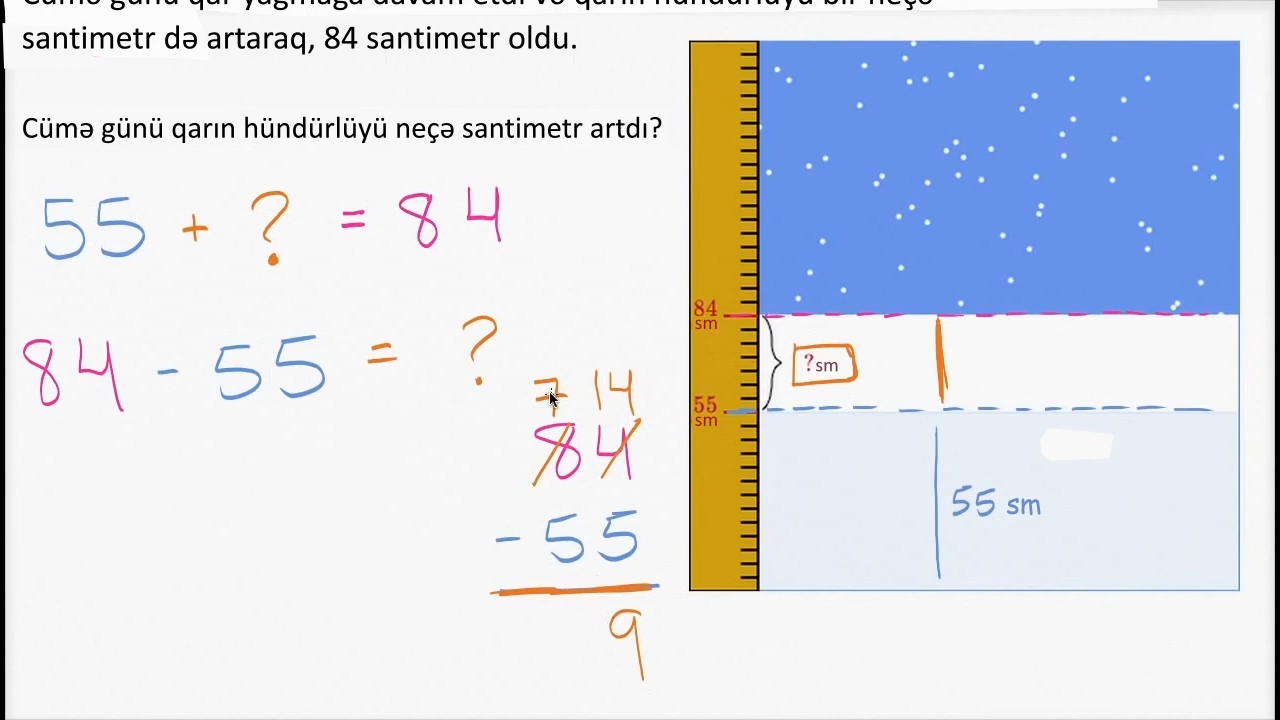 santimetr də artaraq, 84 santimetr oldu.
Cümə günü qarın hündürlüyü neçə santimetr artdı?
55 + ? = 84
84 - 55 = ?
7 14
84
- 55
9
84
sm
?sm
55
sm
55 sm